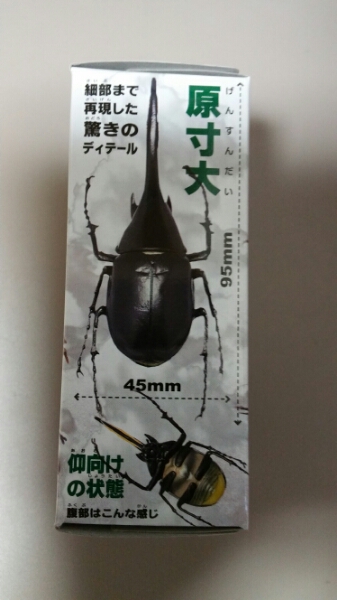 細部まで
再現した
驚きの
ディテール
原寸大
げんすんだい
95mm
45mm
仰向け
の状態
腹部はこんな感じ